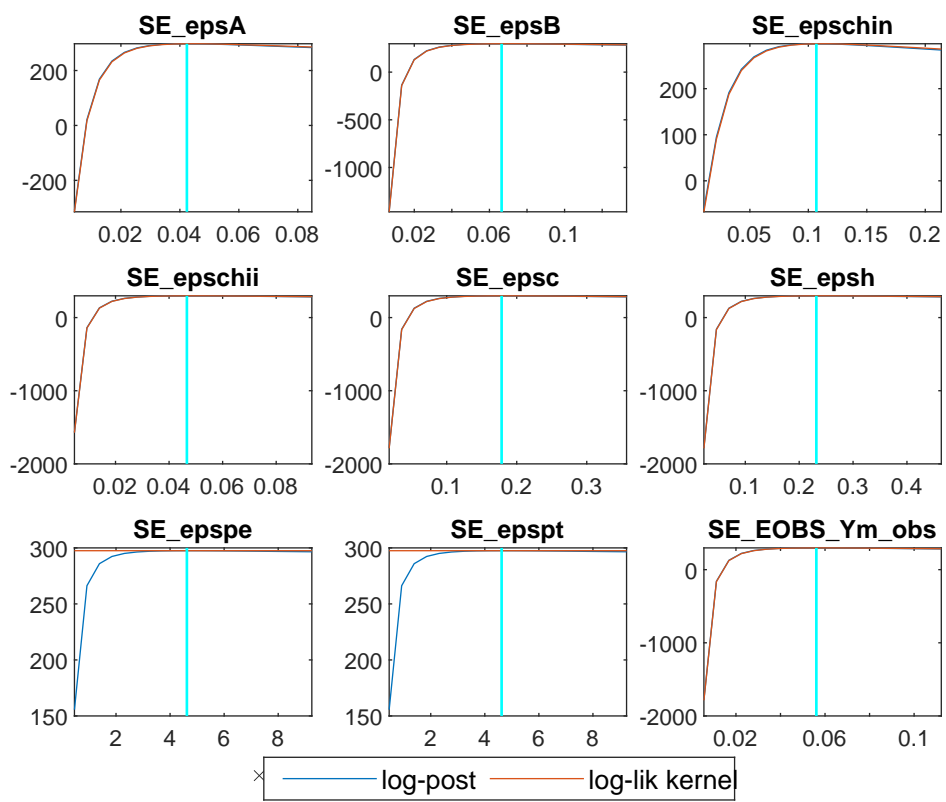 SE_epsA SE_epsB SE_epschin
200
0
-200
0.02 0.04 0.06 0.08
0
-500
-1000
0.02 0.06 0.1
200
100
0
0.05 0.1 0.15 0.2
SE_epschii SE_epsc SE_epsh
0
-1000
-2000
0.02 0.04 0.06 0.08
0
-1000
-2000
0.1 0.2 0.3
0
-1000
-2000
0.1 0.2 0.3 0.4
SE_epspe SE_epspt SE_EOBS_Ym_obs
300
250
200
150
2 4 6 8
300
250
200
150
2 4 6 8
0
-1000
-2000
0.02 0.06 0.1
log-post log-lik kernel